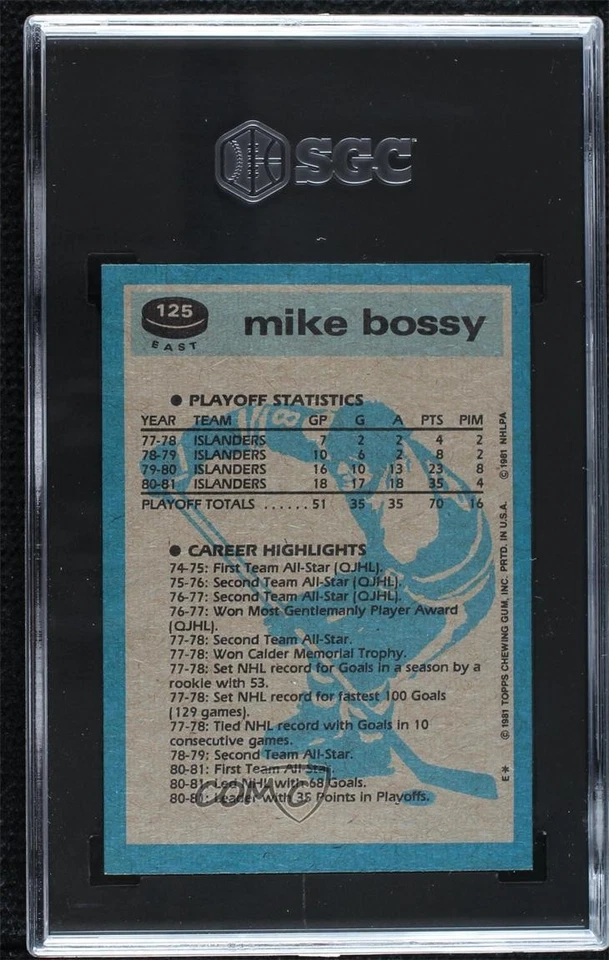 SGC
125
EAST
mike bossy
● PLAYOFF STATISTICS
YEAR TEAM GP G A PTS PIM
77-78 ISLANDERS 7 2 2 4 2
78-79 ISLANDERS 10 6 2 8 2
79-80 ISLANDERS 16 10 13 23 8
80-81 ISLANDERS 18 17 18 35 4
PLAYOFF TOTALS ...... 51 35 35 70 16
● CAREER HIGHLIGHTS
74-75: First Team All-Star (QJHL).
75-76: Second Team All-Star (QJHL).
76-77: Second Team All-Star (QJHL).
76-77: Won Most Gentlemanly Player Award
(QJHL).
77-78: Second Team All-Star.
77-78: Won Calder Memorial Trophy.
77-78: Set NHL record for Goals in a season by a
rookie with 53.
77-78: Set NHL record for fastest 100 Goals
(129 games).
77-78: Tied NHL record with Goals in 10
consecutive games.
78-79: Second Team All-Star.
80-81: First Team All-Star.
80-81: Led NHL with 68 Goals.
80-81: Leader with 35 Points in Playoffs.
COMC
© 1981 NHLPA
E* © 1981 TOPPS CHEWING GUM, INC. PRTD. IN U.S.A.
8